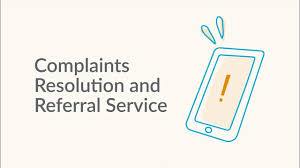 Complaints
Resolution and
Referral Service
!